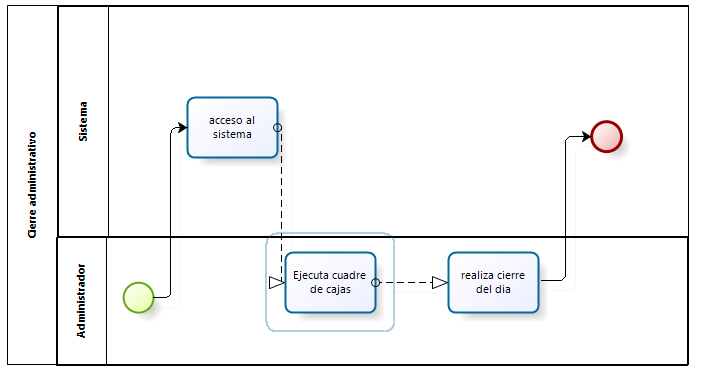 Cierre administrativo
Sistema
acceso al
sistema
Administrador
Ejecuta cuadre
de cajas
realiza cierre
del dia